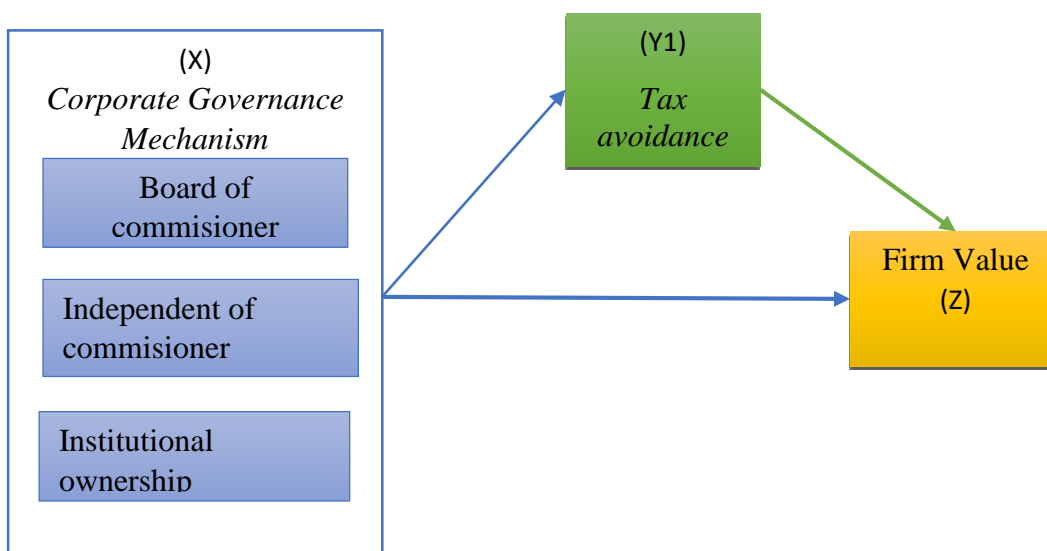 (X)
Corporate Governance
Mechanism
Board of
commisioner
Independent of
commisioner
Institutional
ownership
(Y1)
Tax
avoidance
Firm Value
(Z)